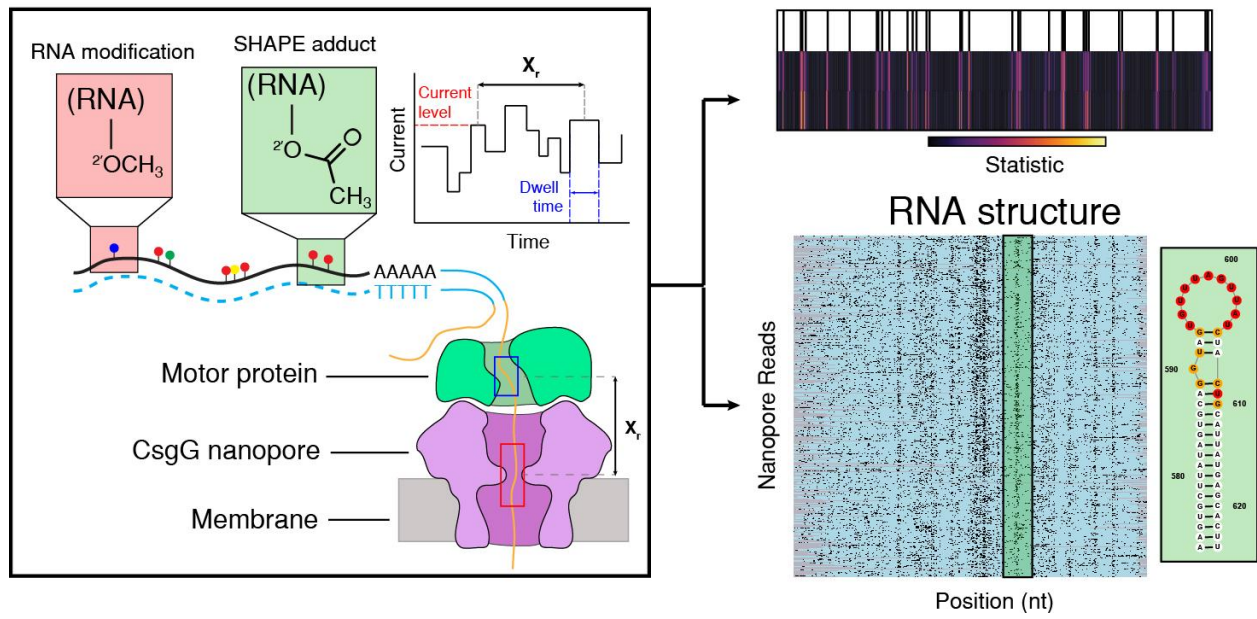 RNA modification
SHAPE adduct
(RNA)
2'OCH3
(RNA)
2'O
O
CH3
Current
level
Xr
Current
Dwell
time
Time
AAAAA
TTTTT
Motor protein
CsgG nanopore
Membrane
Xr
Statistic
RNA structure
Nanopore Reads
Position (nt)
600
590
610
580
620